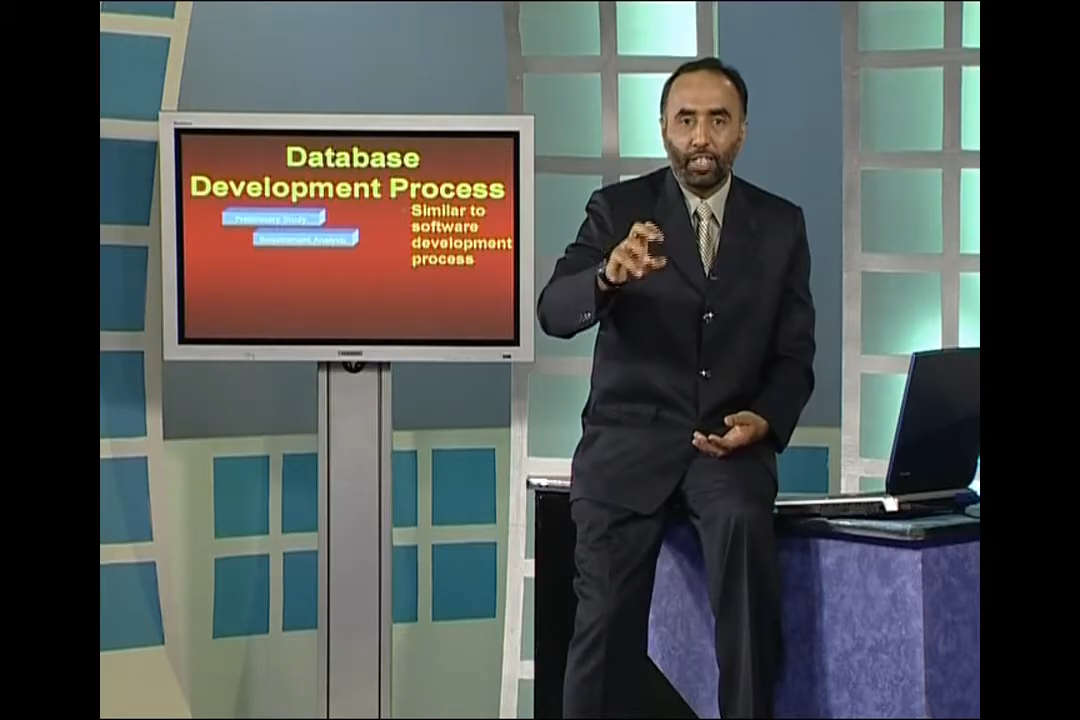 Database
Development Process
Preliminary Study
Requirement Analysis
Similar to
software
development
process